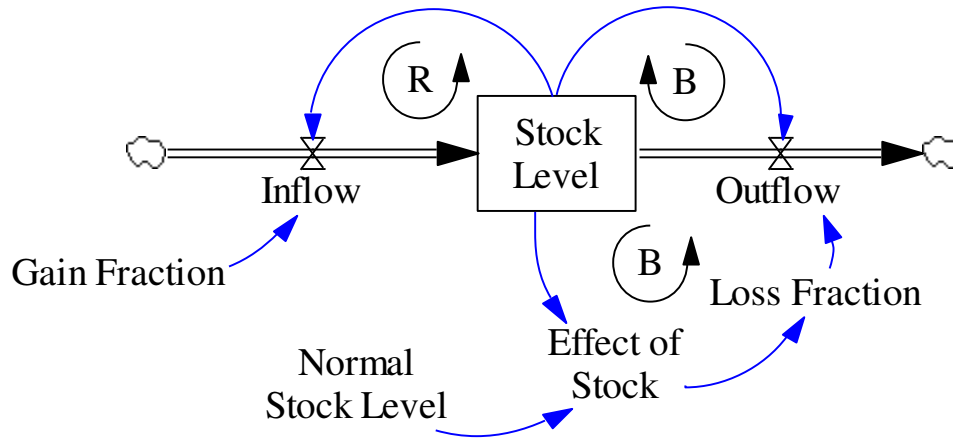 R
B
Stock
Level
Inflow
Outflow
Gain Fraction
B
Loss Fraction
Effect of
Stock
Normal
Stock Level